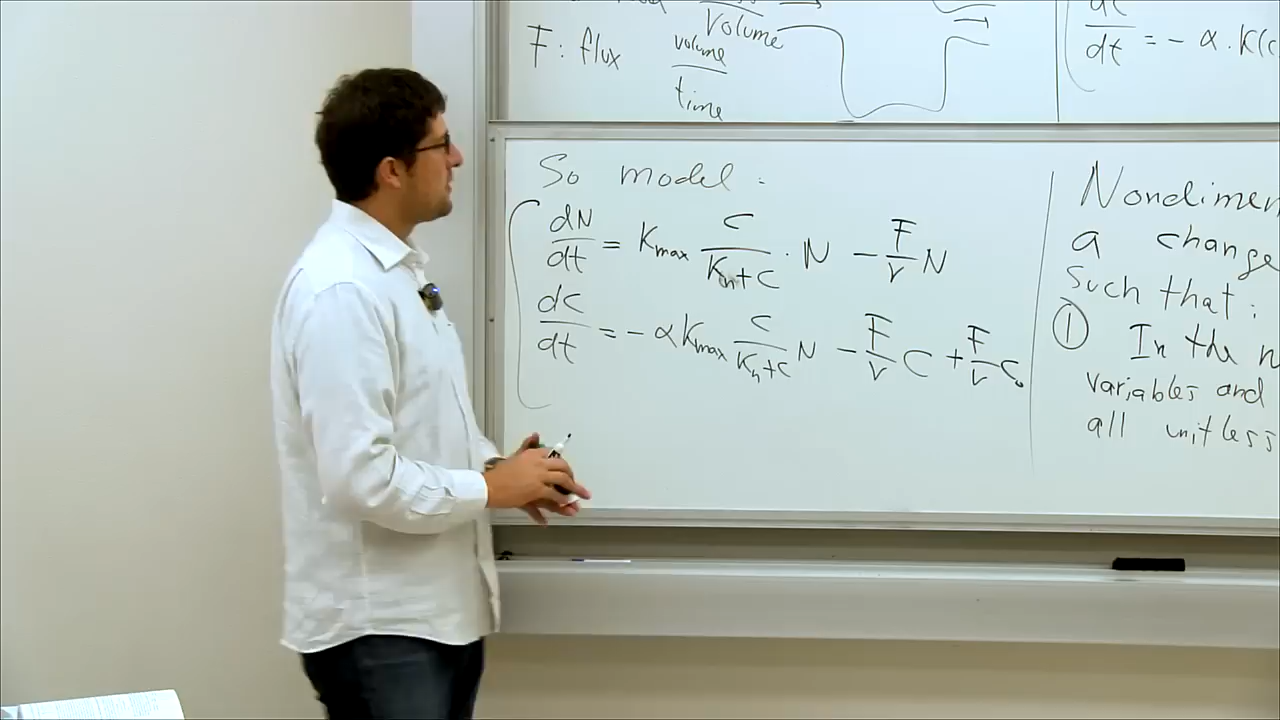 Volume
F : flux volume/time
dc/dt = - α . K(c
So model :
dN/dt = Kmax C/(Kn+C) . N - F/V N
dC/dt = - α Kmax C/(Kn+C) N - F/V C + F/V C₀
Nondimen
a change
Such that :
① In the n
variables and
all unitless